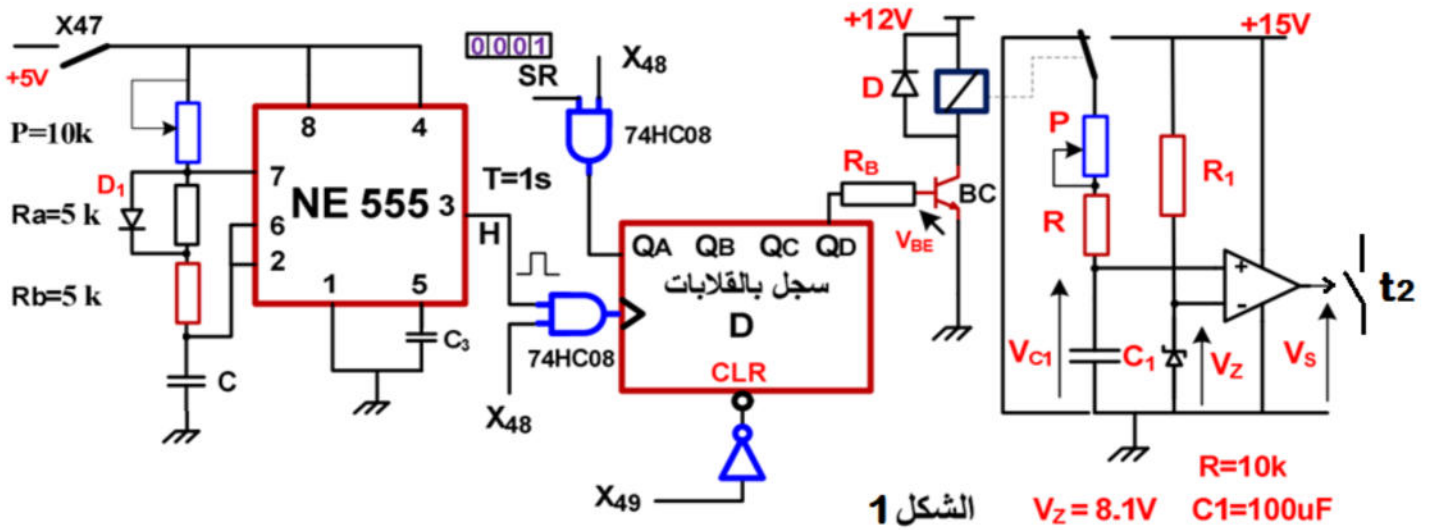 X47
+5V
P=10k
D1
Ra=5 k
Rb=5 k
C
8
4
7
6
2
NE 555
3
1
5
C3
T=1s
H
0001
SR
X48
74HC08
74HC08
X48
QA QB QC QD
سجل بالقلابات
D
CLR
X49
+12V
D
RB
BC
VBE
+15V
P
R
R1
+
-
VC1
C1
VZ
VS
t2
R=10k
الشكل 1
VZ = 8.1V
C1=100uF